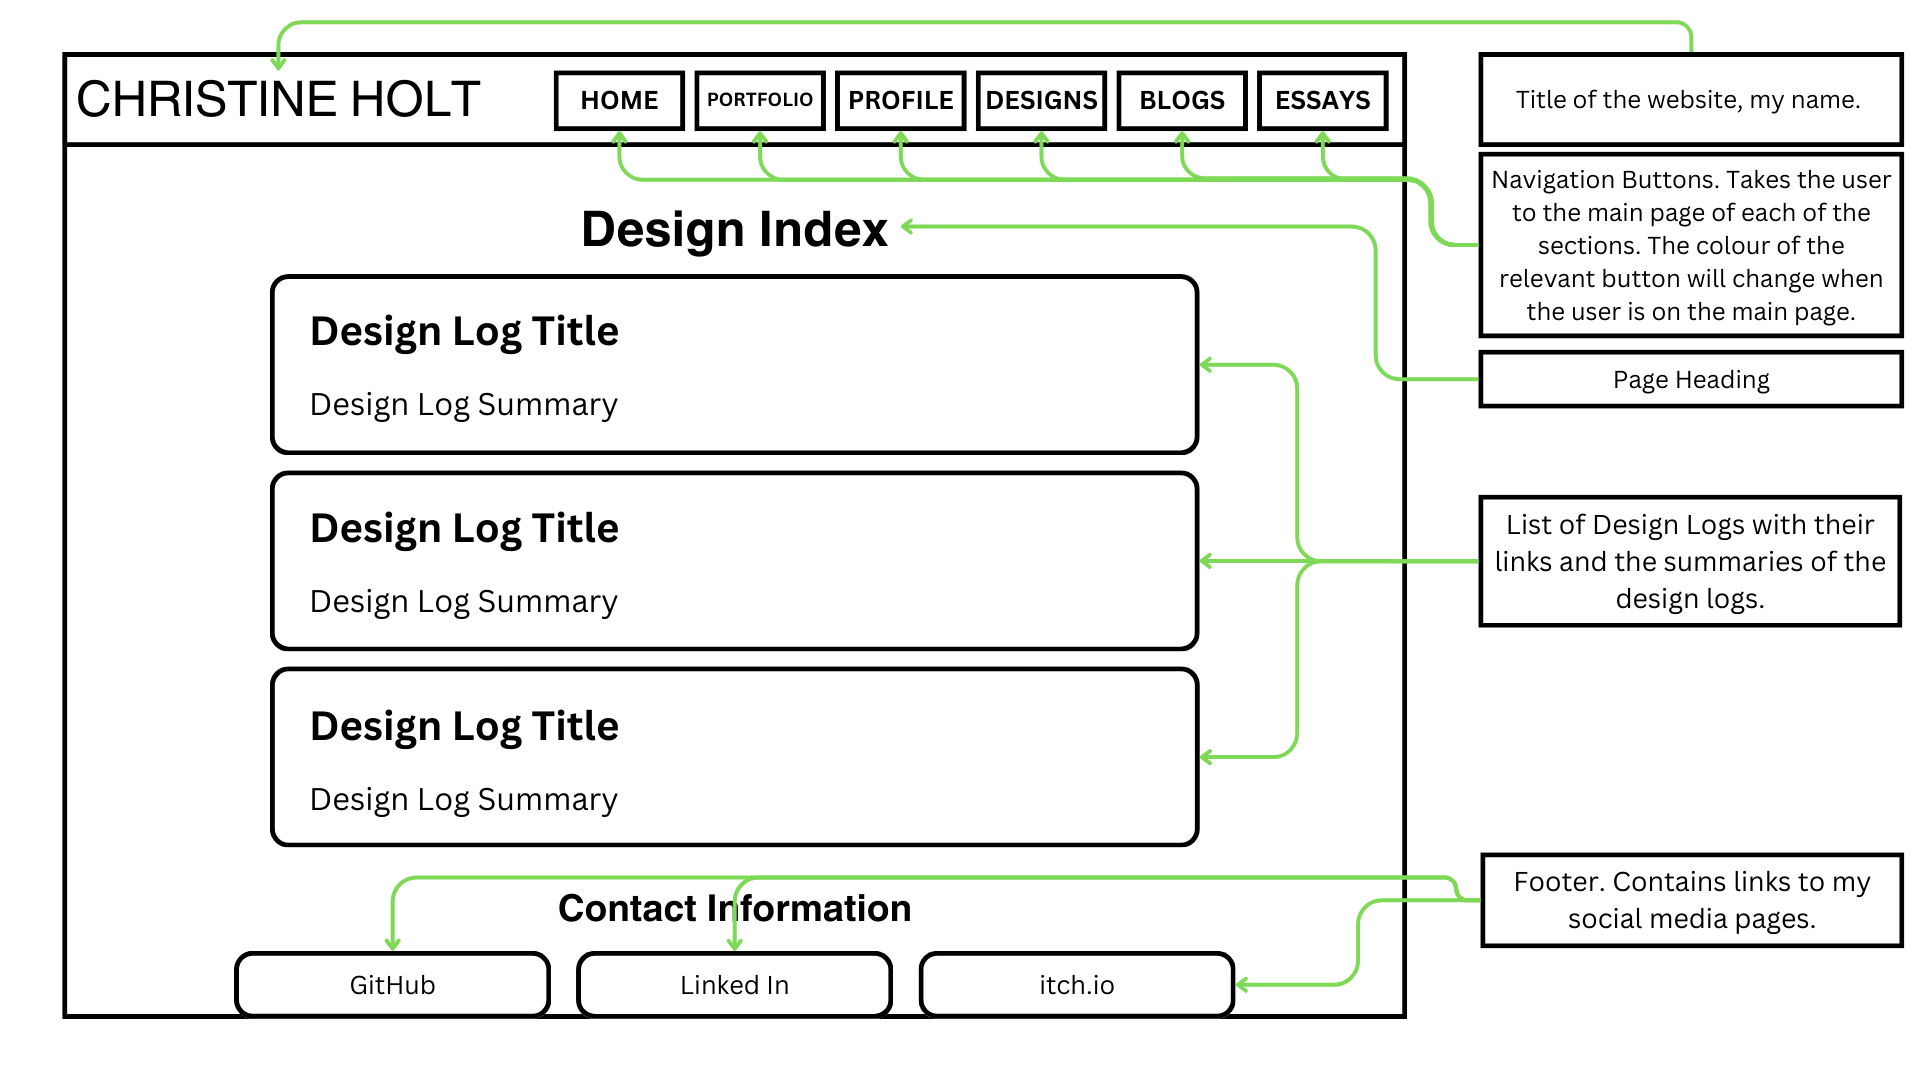 CHRISTINE HOLT
HOME
PORTFOLIO
PROFILE
DESIGNS
BLOGS
ESSAYS
Title of the website, my name.
Navigation Buttons. Takes the user
to the main page of each of the
sections. The colour of the
relevant button will change when
the user is on the main page.
Design Index
Page Heading
Design Log Title
Design Log Summary
Design Log Title
Design Log Summary
Design Log Title
Design Log Summary
List of Design Logs with their
links and the summaries of the
design logs.
Contact Information
GitHub
Linked In
itch.io
Footer. Contains links to my
social media pages.